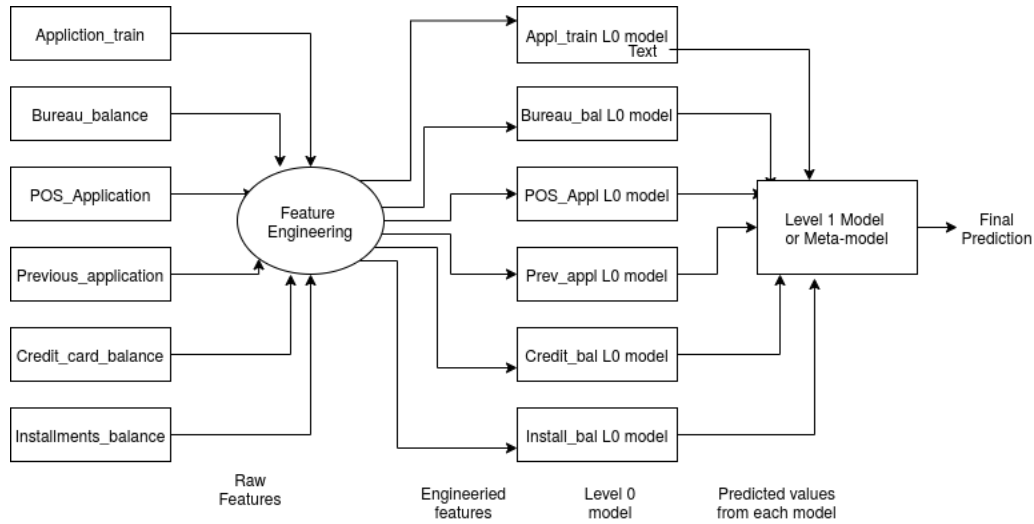 Appliction_train
Bureau_balance
POS_Application
Previous_application
Credit_card_balance
Installments_balance
Feature
Engineering
Appl_train L0 model
Text
Bureau_bal L0 model
POS_Appl L0 model
Prev_appl L0 model
Credit_bal L0 model
Install_bal L0 model
Level 1 Model
or Meta-model
Final
Prediction
Raw
Features
Engineeried
features
Level 0
model
Predicted values
from each model